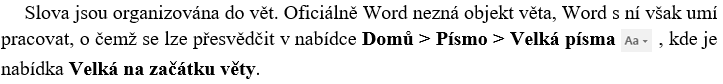 Slova jsou organizována do vět. Oficiálně Word nezná objekt věta, Word s ní však umí
pracovat, o čemž se lze přesvědčit v nabídce Domů > Písmo > Velká písma Aa , kde je
nabídka Velká na začátku věty.